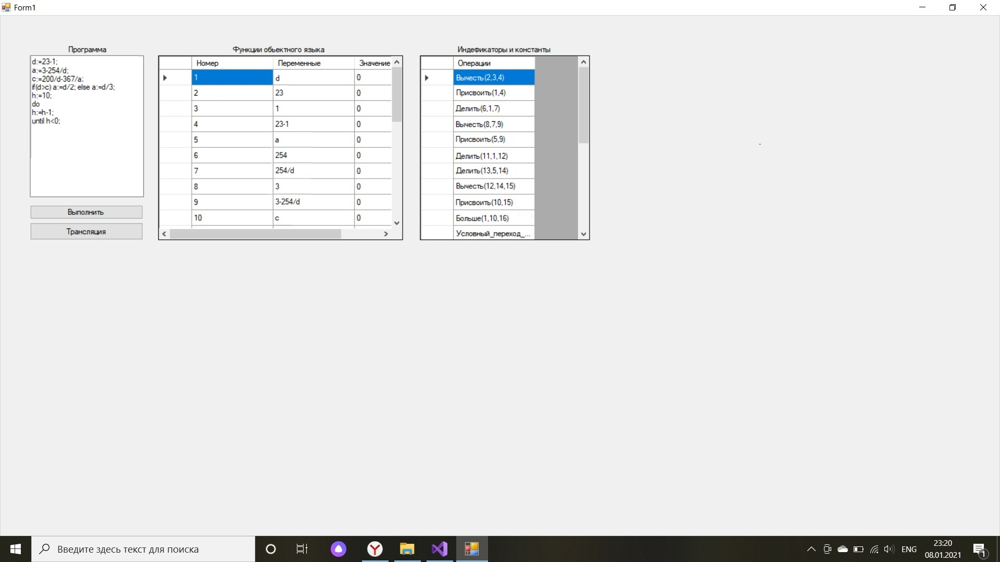 Form1
Программа
d:=23-1;
a:=3-254/d;
c:=200/d-367/a;
if(d>c) a:=d/2; else a:=d/3;
h:=10;
do
h:=h-1;
until h<0;
Выполнить
Трансляция
Функции обьектного языка
Номер Переменные Значение
1 d 0
2 23 0
3 1 0
4 23-1 0
5 a 0
6 254 0
7 254/d 0
8 3 0
9 3-254/d 0
10 c 0
Индефикаторы и константы
Операции
Вычесть(2,3,4)
Присвоить(1,4)
Делить(6,1,7)
Вычесть(8,7,9)
Присвоить(5,9)
Делить(11,1,12)
Делить(13,5,14)
Вычесть(12,14,15)
Присвоить(10,15)
Больше(1,10,16)
Условный_переход_...
Введите здесь текст для поиска
ENG
23:20
08.01.2021
1